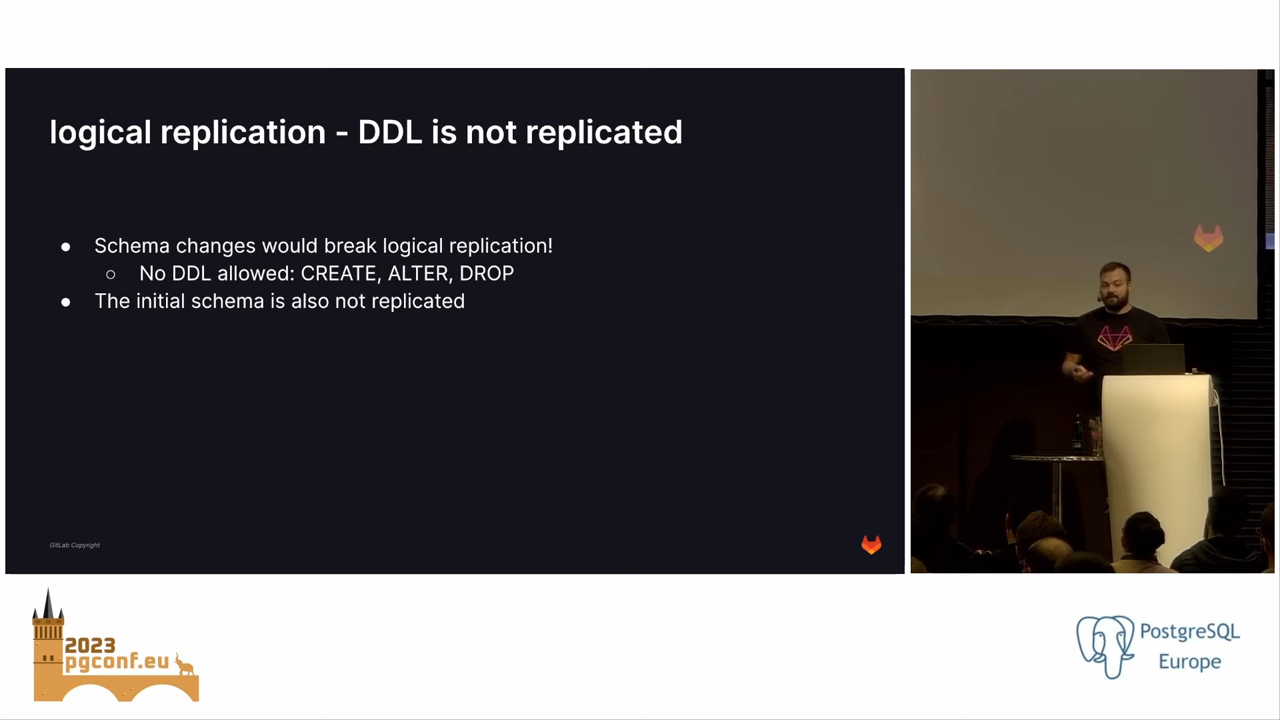 logical replication - DDL is not replicated
● Schema changes would break logical replication!
○ No DDL allowed: CREATE, ALTER, DROP
● The initial schema is also not replicated
GitLab Copyright
2023
pgconf.eu
PostgreSQL
Europe